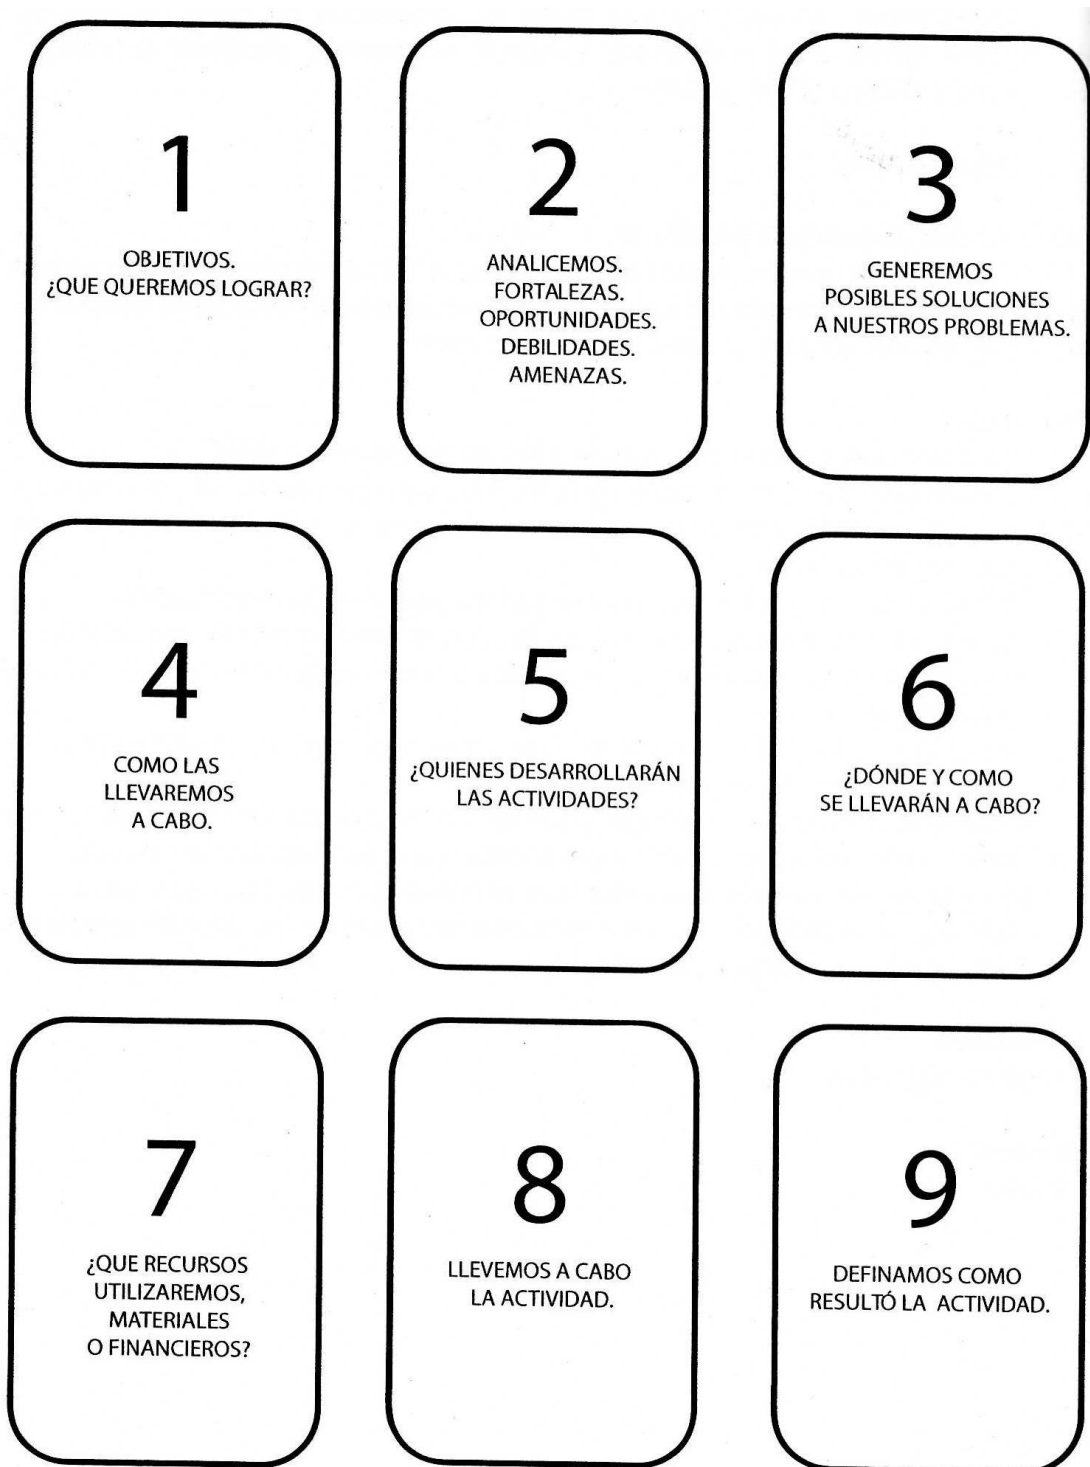 1
OBJETIVOS.
¿QUE QUEREMOS LOGRAR?
2
ANALICEMOS.
FORTALEZAS.
OPORTUNIDADES.
DEBILIDADES.
AMENAZAS.
3
GENEREMOS
POSIBLES SOLUCIONES
A NUESTROS PROBLEMAS.
4
COMO LAS
LLEVAREMOS
A CABO.
5
¿QUIENES DESARROLLARÁN
LAS ACTIVIDADES?
6
¿DÓNDE Y COMO
SE LLEVARÁN A CABO?
7
¿QUE RECURSOS
UTILIZAREMOS,
MATERIALES
O FINANCIEROS?
8
LLEVEMOS A CABO
LA ACTIVIDAD.
9
DEFINAMOS COMO
RESULTÓ LA ACTIVIDAD.